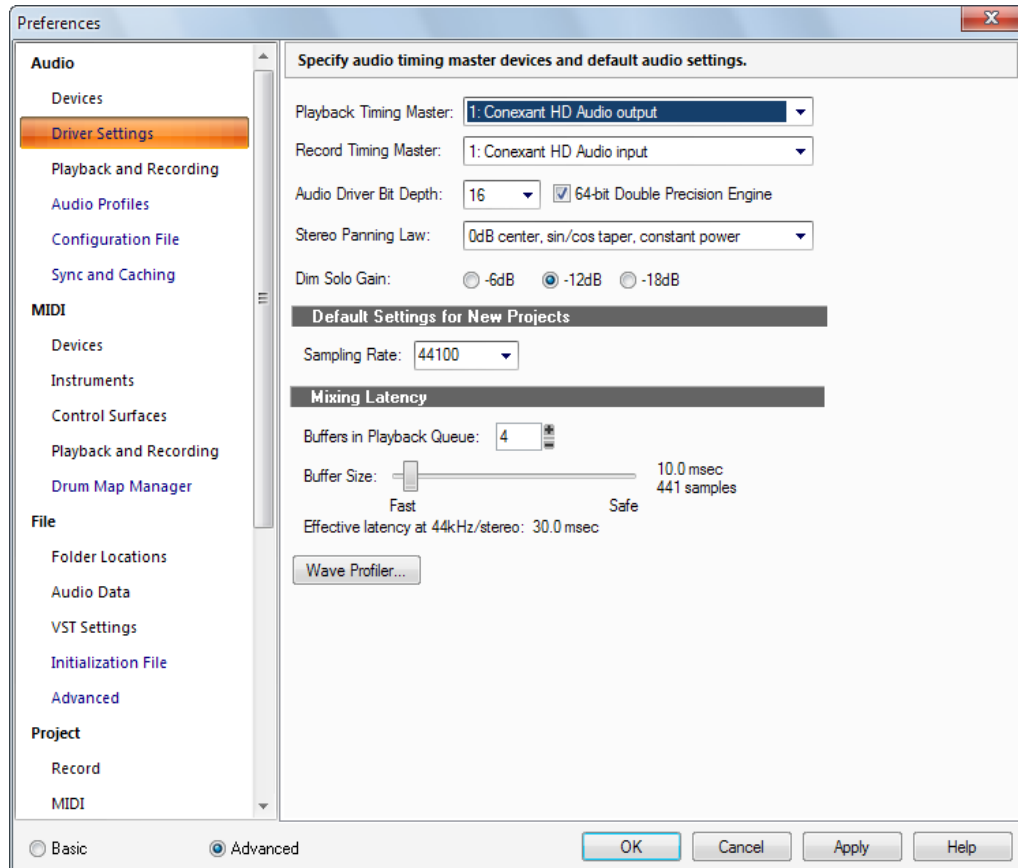 Preferences
Audio
Devices
Driver Settings
Playback and Recording
Audio Profiles
Configuration File
Sync and Caching
MIDI
Devices
Instruments
Control Surfaces
Playback and Recording
Drum Map Manager
File
Folder Locations
Audio Data
VST Settings
Initialization File
Advanced
Project
Record
MIDI
Specify audio timing master devices and default audio settings.
Playback Timing Master: 1: Conexant HD Audio output
Record Timing Master: 1: Conexant HD Audio input
Audio Driver Bit Depth: 16 64-bit Double Precision Engine
Stereo Panning Law: 0dB center, sin/cos taper, constant power
Dim Solo Gain: -6dB -12dB -18dB
Default Settings for New Projects
Sampling Rate: 44100
Mixing Latency
Buffers in Playback Queue: 4
Buffer Size: 10.0 msec
441 samples
Fast Safe
Effective latency at 44kHz/stereo: 30.0 msec
Wave Profiler...
Basic Advanced OK Cancel Apply Help